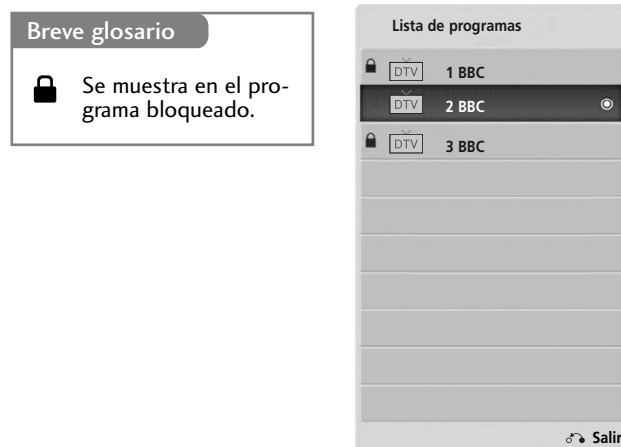 Breve glosario
Se muestra en el pro-
grama bloqueado.
Lista de programas
DTV 1 BBC
DTV 2 BBC
DTV 3 BBC
Salir